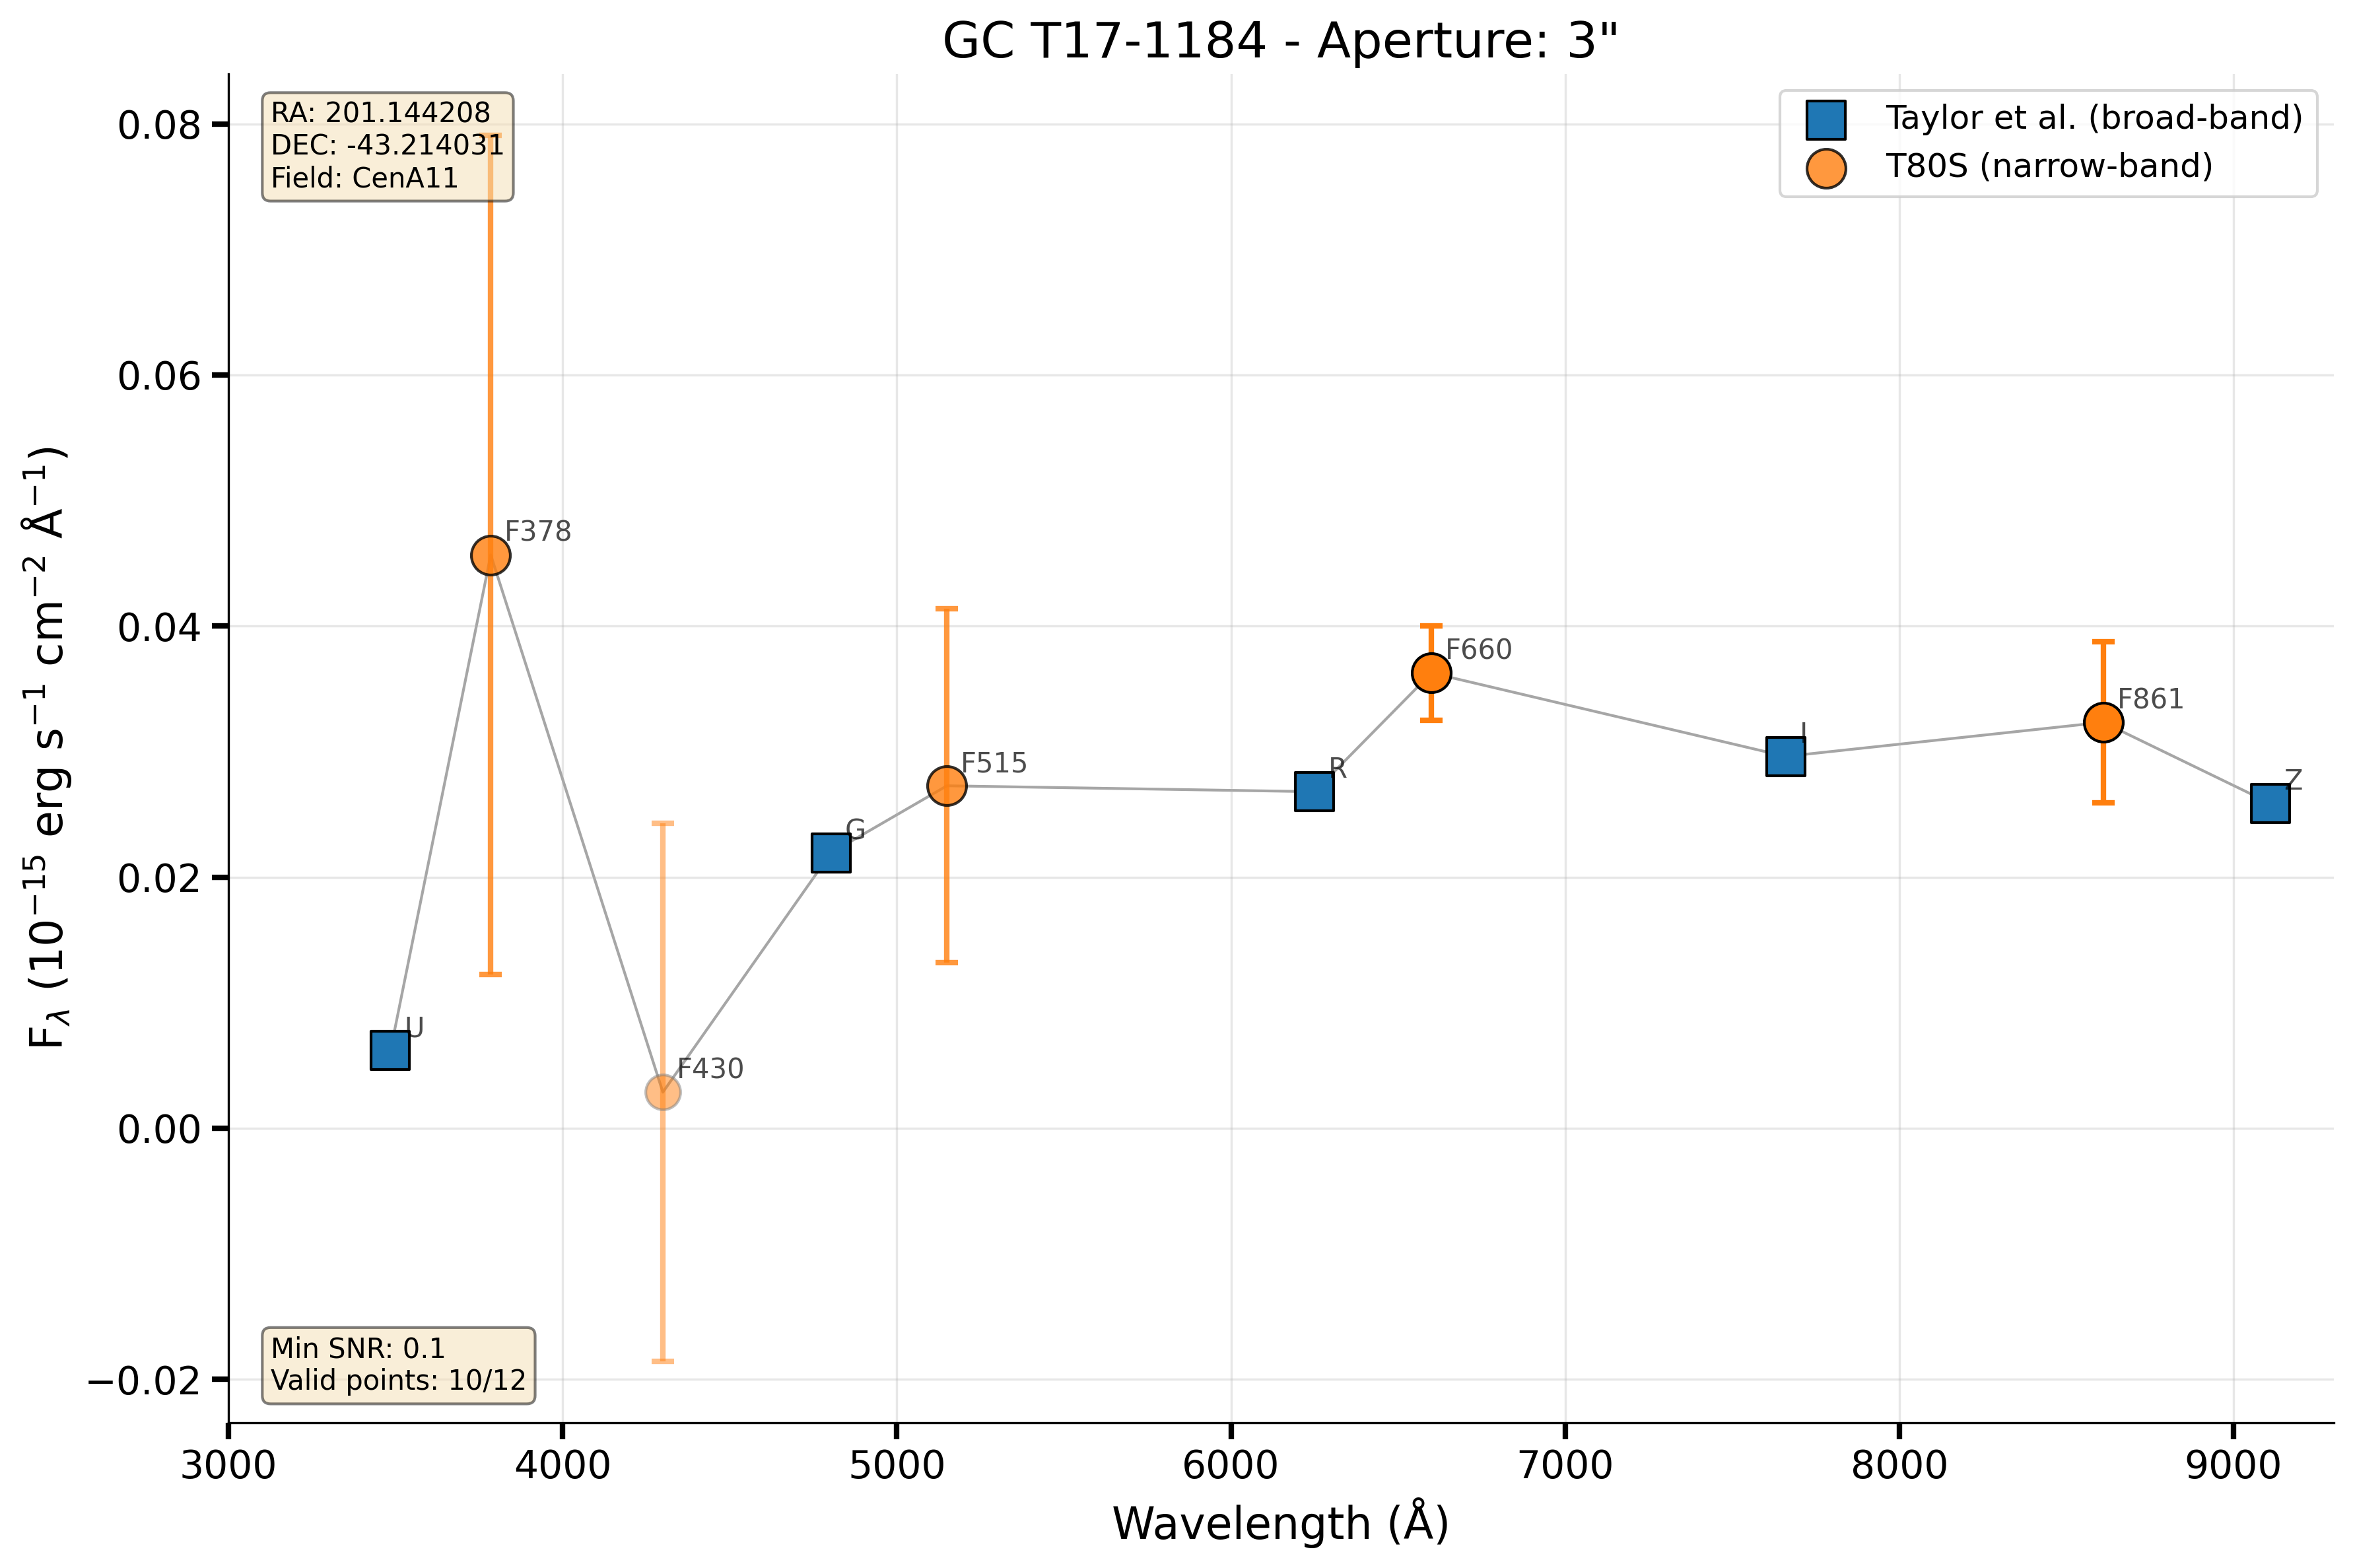 GC T17-1184 - Aperture: 3"
RA: 201.144208
DEC: -43.214031
Field: CenA11
Taylor et al. (broad-band)
T80S (narrow-band)
0.08
0.06
0.04
0.02
0.00
−0.02
F_λ (10⁻¹⁵ erg s⁻¹ cm⁻² Å⁻¹)
U
F378
F430
G
F515
R
F660
I
F861
Z
Min SNR: 0.1
Valid points: 10/12
3000 4000 5000 6000 7000 8000 9000
Wavelength (Å)